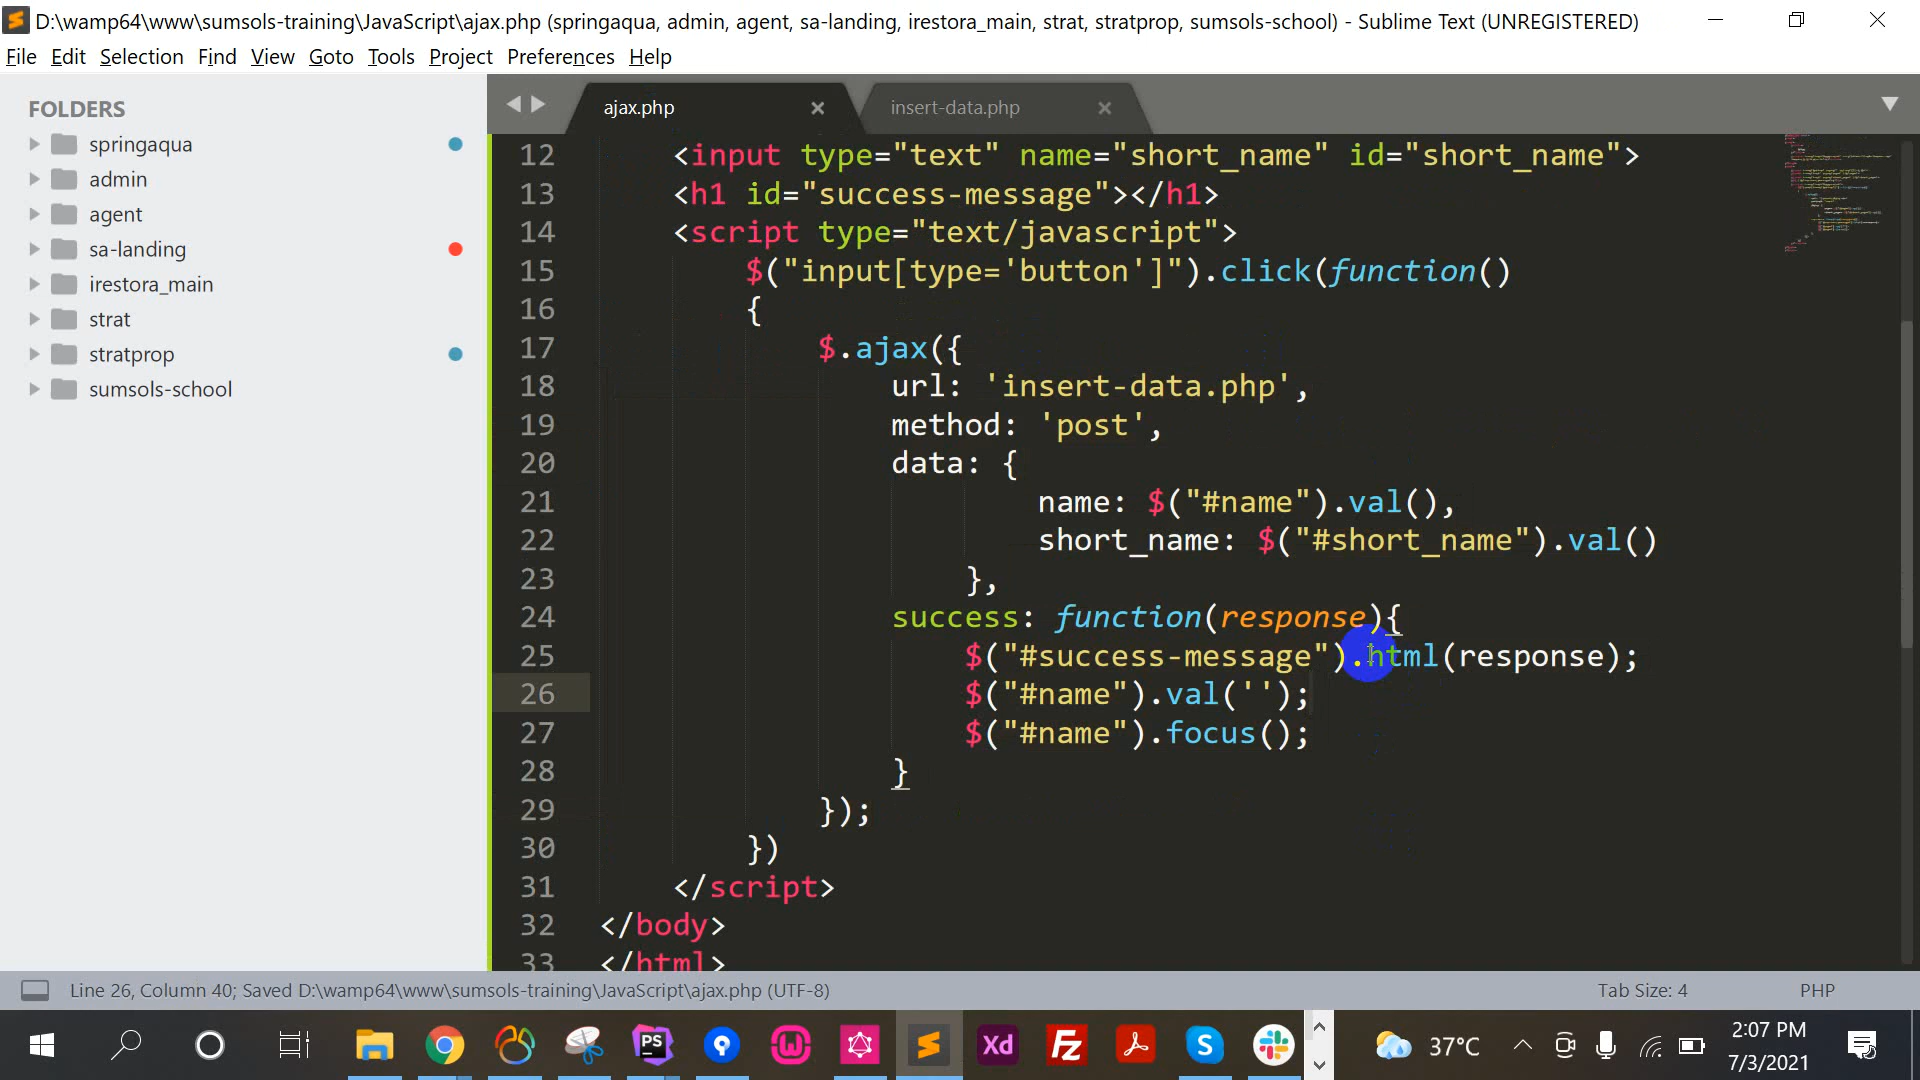 D:\wamp64\www\sumsols-training\JavaScript\ajax.php (springaqua, admin, agent, sa-landing, irestora_main, strat, stratprop, sumsols-school) - Sublime Text (UNREGISTERED)
File Edit Selection Find View Goto Tools Project Preferences Help
FOLDERS
springaqua
admin
agent
sa-landing
irestora_main
strat
stratprop
sumsols-school
ajax.php
insert-data.php
12 <input type="text" name="short_name" id="short_name">
13 <h1 id="success-message"></h1>
14 <script type="text/javascript">
15 $("input[type='button']").click(function()
16 {
17 $.ajax({
18 url: 'insert-data.php',
19 method: 'post',
20 data: {
21 name: $("#name").val(),
22 short_name: $("#short_name").val()
23 },
24 success: function(response){
25 $("#success-message").html(response);
26 $("#name").val('');
27 $("#name").focus();
28 }
29 });
30 })
31 </script>
32 </body>
33 </html>
Line 26, Column 40; Saved D:\wamp64\www\sumsols-training\JavaScript\ajax.php (UTF-8)
Tab Size: 4
PHP
PS
Xd
Fz
S
37°C
2:07 PM
7/3/2021